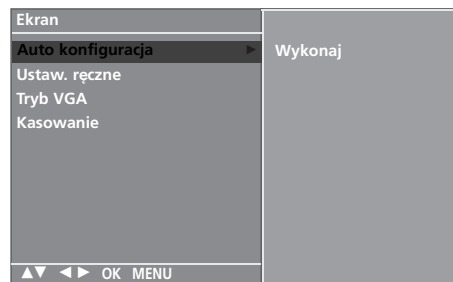 Ekran
Auto konfiguracja ►
Wykonaj
Ustaw. ręczne
Tryb VGA
Kasowanie
▲▼ ◄► OK MENU